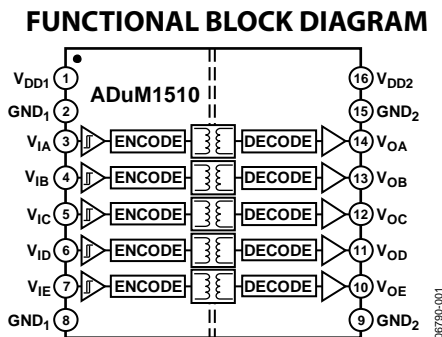 FUNCTIONAL BLOCK DIAGRAM
ADuM1510
VDD1 1 16 VDD2
GND1 2 15 GND2
VIA 3 ENCODE DECODE 14 VOA
VIB 4 ENCODE DECODE 13 VOB
VIC 5 ENCODE DECODE 12 VOC
VID 6 ENCODE DECODE 11 VOD
VIE 7 ENCODE DECODE 10 VOE
GND1 8 9 GND2
06790-001